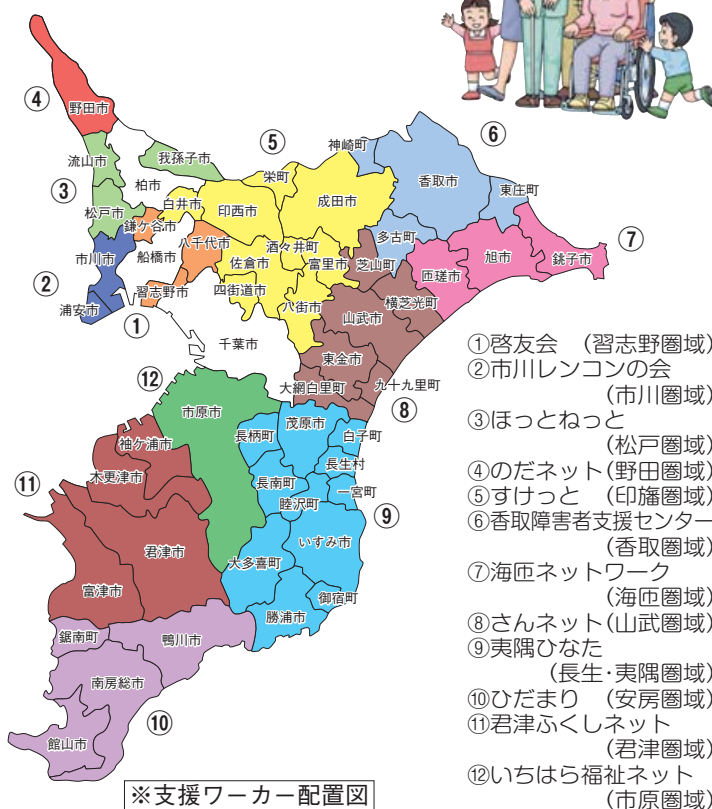 ④
野田市
流山市
我孫子市
③
柏市
松戸市
鎌ケ谷市
白井市
印西市
⑤
栄町
成田市
神崎町
⑥
香取市
東庄町
多古町
市川市
船橋市
八千代市
酒々井町
佐倉市
富里市
芝山町
匝瑳市
旭市
銚子市
⑦
②
浦安市
習志野市
①
四街道市
八街市
横芝光町
山武市
千葉市
東金市
大網白里町
九十九里町
⑧
⑫
市原市
長柄町
茂原市
白子町
袖ケ浦市
長生村
木更津市
長南町
一宮町
睦沢町
⑪
⑨
君津市
いすみ市
大多喜町
富津市
御宿町
勝浦市
鋸南町
鴨川市
南房総市
⑩
館山市
※支援ワーカー配置図
①啓友会 (習志野圏域)
②市川レンコンの会
(市川圏域)
③ほっとねっと
(松戸圏域)
④のだネット(野田圏域)
⑤すけっと (印旛圏域)
⑥香取障害者支援センター
(香取圏域)
⑦海匝ネットワーク
(海匝圏域)
⑧さんネット(山武圏域)
⑨夷隅ひなた
(長生・夷隅圏域)
⑩ひだまり (安房圏域)
⑪君津ふくしネット
(君津圏域)
⑫いちはら福祉ネット
(市原圏域)